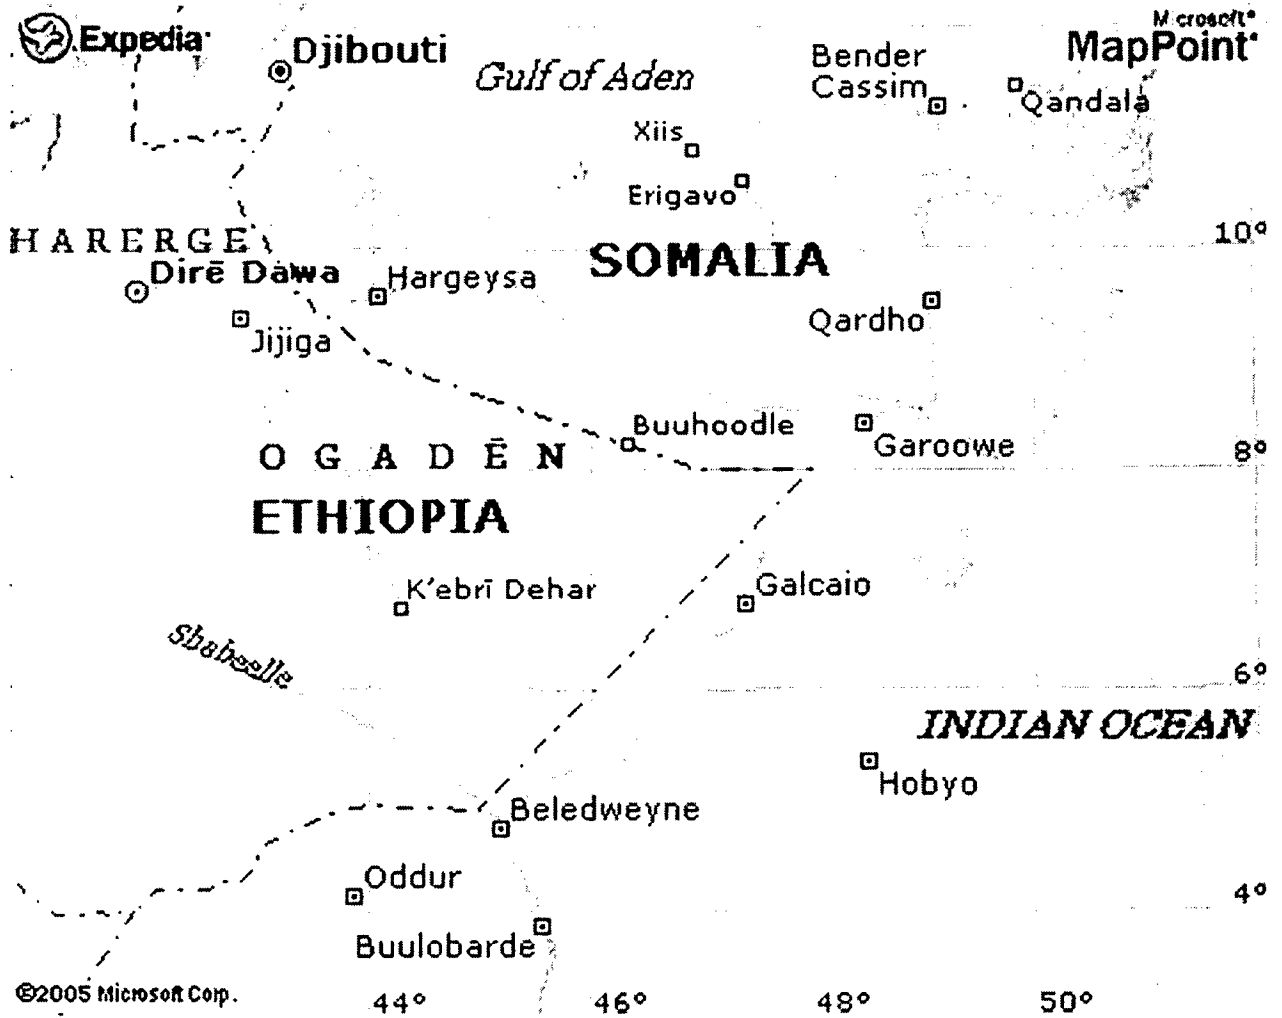 Expedia
Microsoft
MapPoint
Djibouti
Gulf of Aden
Bender
Cassim
Qandala
Xiis
Erigavo
HARERGE
10°
SOMALIA
Dirē Dawa
Hargeysa
Jijiga
Qardho
Buuhoodle
Garoowe
8°
OGADĒN
ETHIOPIA
K'ebrī Dehar
Galcaio
Shabeelle
6°
INDIAN OCEAN
Hobyo
Beledweyne
Oddur
4°
Buulobarde
©2005 Microsoft Corp.
44°
46°
48°
50°